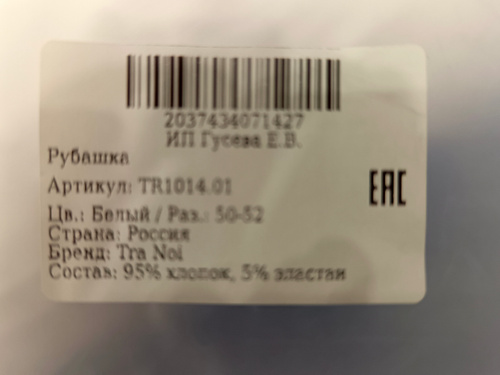 2037434071427
ИП Гусева Е.В.
Рубашка
Артикул: TR1014.01
EAC
Цв.: Белый / Раз.: 50-52
Страна: Россия
Бренд: Tra Noi
Состав: 95% хлопок, 5% эластан